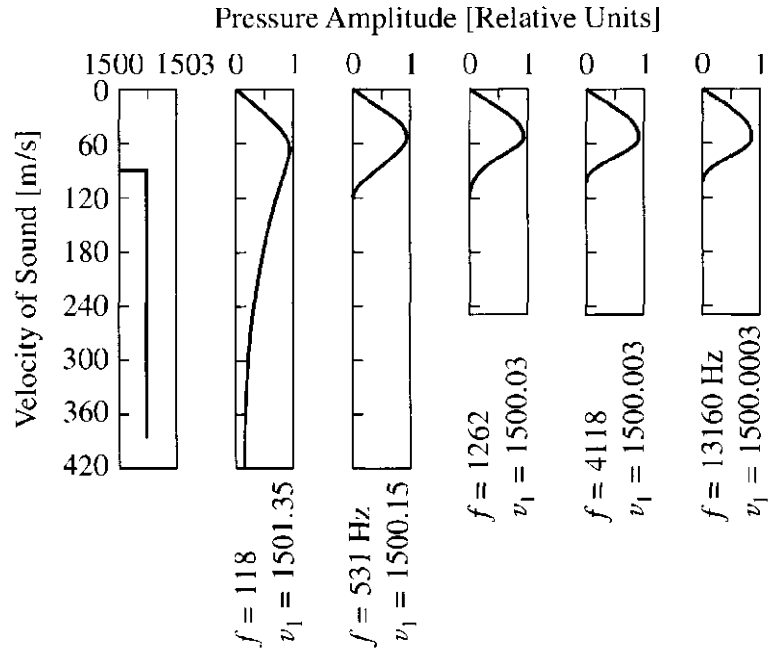 Pressure Amplitude [Relative Units]
1500 1503
0 1
0 1
0 1
0 1
0 1
0
60
120
180
240
300
360
420
Velocity of Sound [m/s]
f = 118
v₁ = 1501.35
f = 531 Hz
v₁ = 1500.15
f = 1262
v₁ = 1500.03
f = 4118
v₁ = 1500.003
f = 13160 Hz
v₁ = 1500.0003